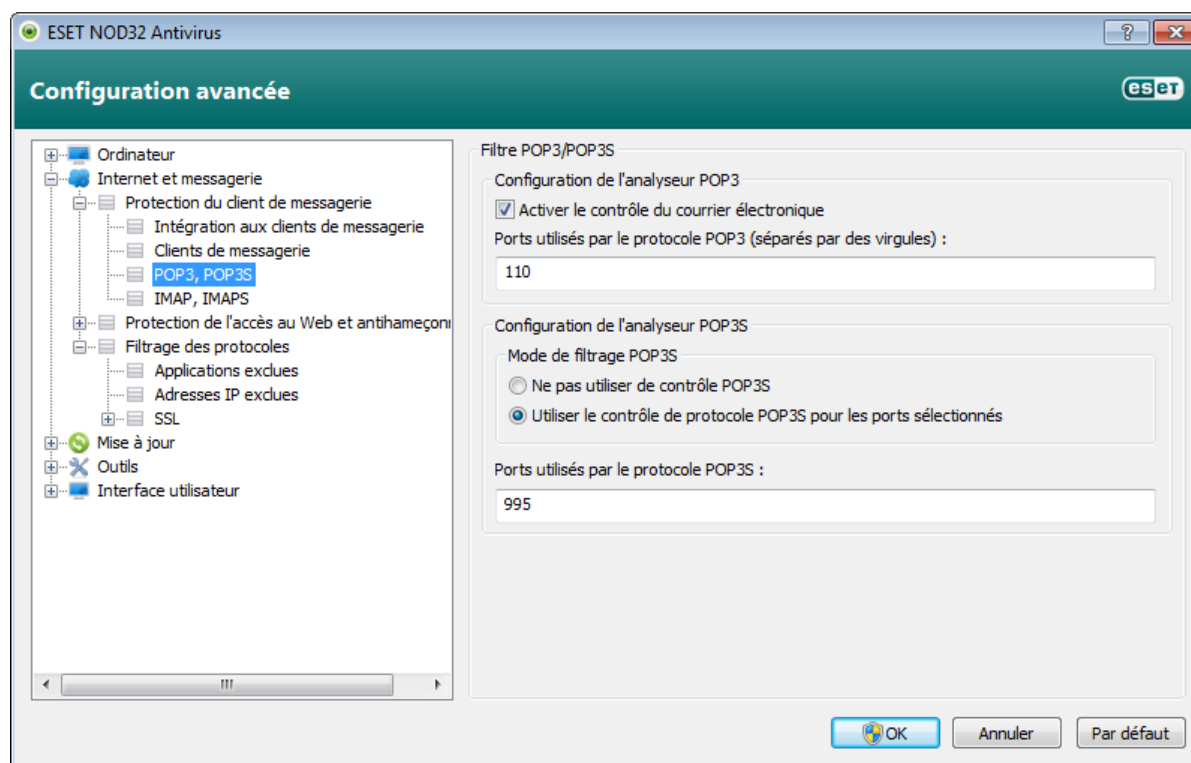 ESET NOD32 Antivirus
Configuration avancée
eseT
Ordinateur
Internet et messagerie
Protection du client de messagerie
Intégration aux clients de messagerie
Clients de messagerie
POP3, POP3S
IMAP, IMAPS
Protection de l'accès au Web et antihameçon
Filtrage des protocoles
Applications exclues
Adresses IP exclues
SSL
Mise à jour
Outils
Interface utilisateur
Filtre POP3/POP3S
Configuration de l'analyseur POP3
Activer le contrôle du courrier électronique
Ports utilisés par le protocole POP3 (séparés par des virgules) :
110
Configuration de l'analyseur POP3S
Mode de filtrage POP3S
Ne pas utiliser de contrôle POP3S
Utiliser le contrôle de protocole POP3S pour les ports sélectionnés
Ports utilisés par le protocole POP3S :
995
OK
Annuler
Par défaut